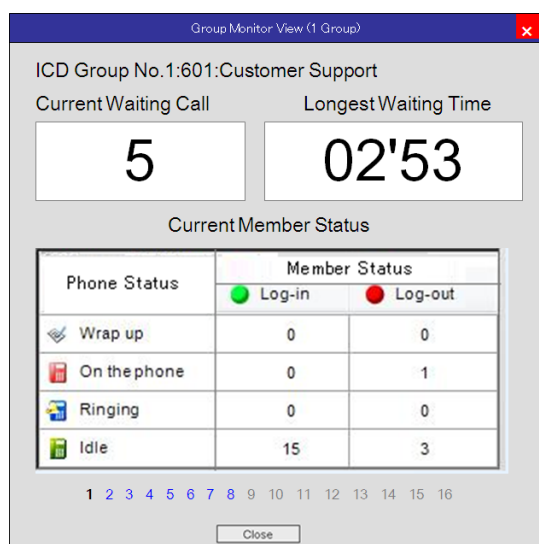 Group Monitor View (1 Group)
ICD Group No.1:601:Customer Support
Current Waiting Call Longest Waiting Time
5 02'53
Current Member Status
Phone Status Member Status
Log-in Log-out
Wrap up 0 0
On the phone 0 1
Ringing 0 0
Idle 15 3
1 2 3 4 5 6 7 8 9 10 11 12 13 14 15 16
Close